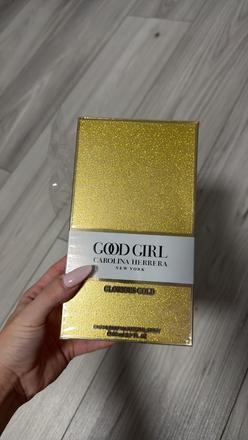 GOOD GIRL
CAROLINA HERRERA
NEW YORK
GLORIOUS GOLD